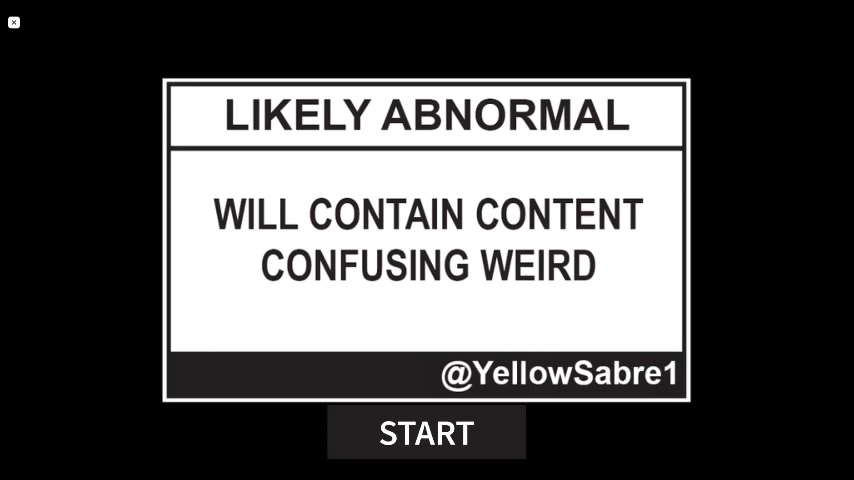 LIKELY ABNORMAL
WILL CONTAIN CONTENT
CONFUSING WEIRD
@YellowSabre1
START